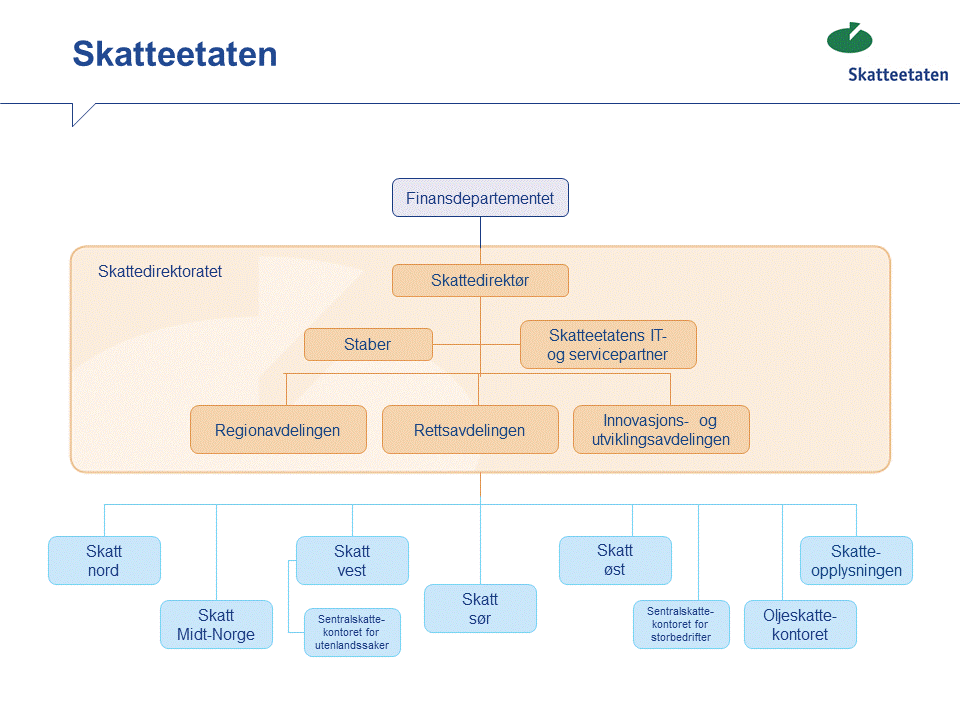 Skatteetaten
Skatteetaten
Finansdepartementet
Skattedirektoratet
Skattedirektør
Staber
Skatteetatens IT-
og servicepartner
Regionavdelingen
Rettsavdelingen
Innovasjons- og
utviklingsavdelingen
Skatt
nord
Skatt
vest
Skatt
øst
Skatte-
opplysningen
Skatt
Midt-Norge
Sentralskatte-
kontoret for
utenlandssaker
Skatt
sør
Sentralskatte-
kontoret for
storbedrifter
Oljeskatte-
kontoret